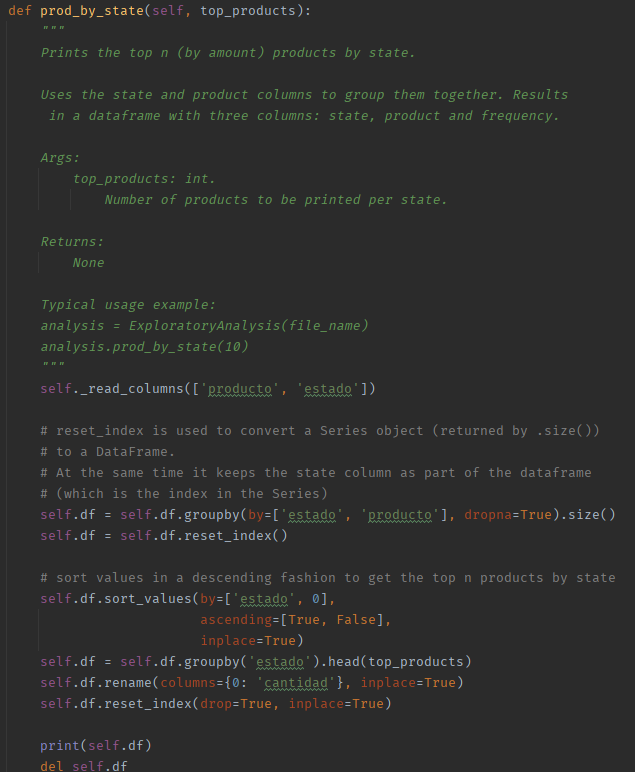 def prod_by_state(self, top_products):
"""
Prints the top n (by amount) products by state.
Uses the state and product columns to group them together. Results
in a dataframe with three columns: state, product and frequency.
Args:
top_products: int.
Number of products to be printed per state.
Returns:
None
Typical usage example:
analysis = ExploratoryAnalysis(file_name)
analysis.prod_by_state(10)
"""
self._read_columns(['producto', 'estado'])
# reset_index is used to convert a Series object (returned by .size())
# to a DataFrame.
# At the same time it keeps the state column as part of the dataframe
# (which is the index in the Series)
self.df = self.df.groupby(by=['estado', 'producto'], dropna=True).size()
self.df = self.df.reset_index()
# sort values in a descending fashion to get the top n products by state
self.df.sort_values(by=['estado', 0],
ascending=[True, False],
inplace=True)
self.df = self.df.groupby('estado').head(top_products)
self.df.rename(columns={0: 'cantidad'}, inplace=True)
self.df.reset_index(drop=True, inplace=True)
print(self.df)
del self.df